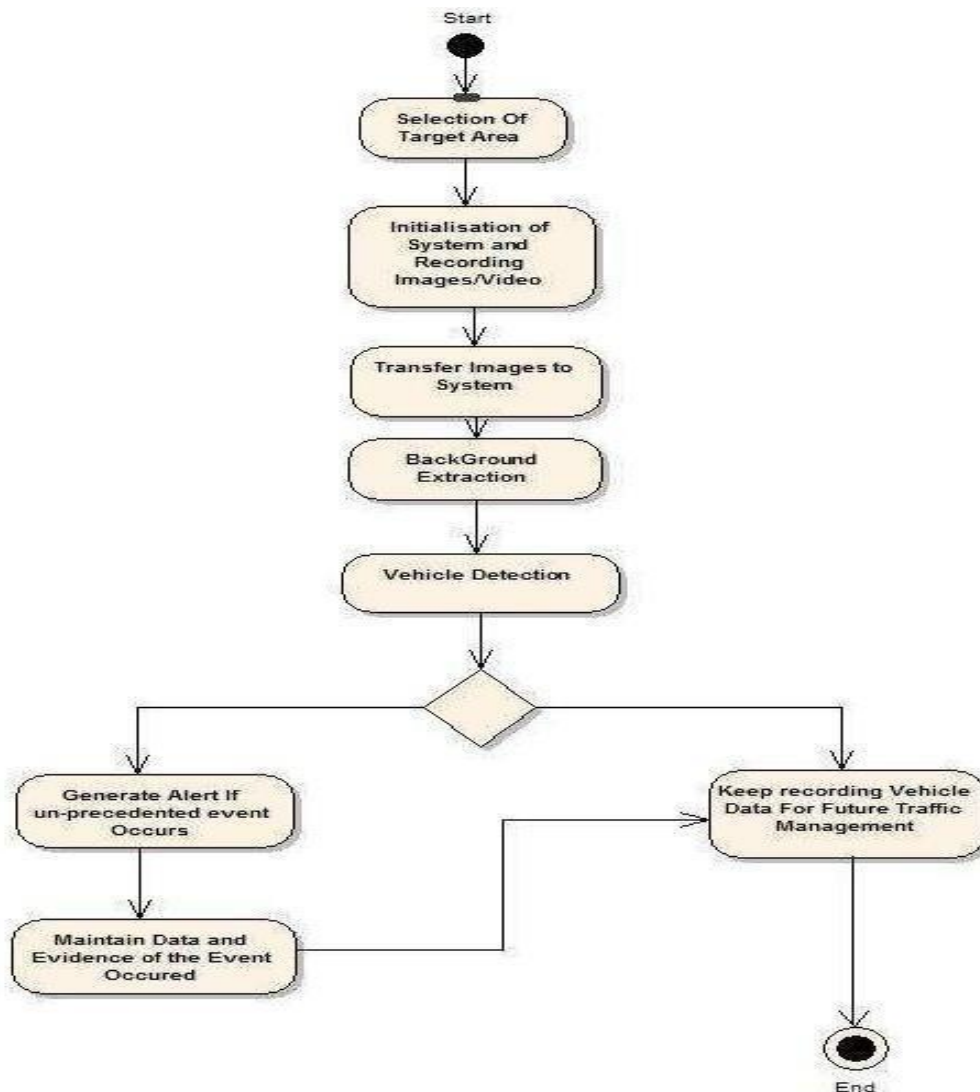 Start
Selection Of
Target Area
Initialisation of
System and
Recording
Images/Video
Transfer Images to
System
BackGround
Extraction
Vehicle Detection
Generate Alert If
un-precedented event
Occurs
Keep recording Vehicle
Data For Future Traffic
Management
Maintain Data and
Evidence of the Event
Occured
End